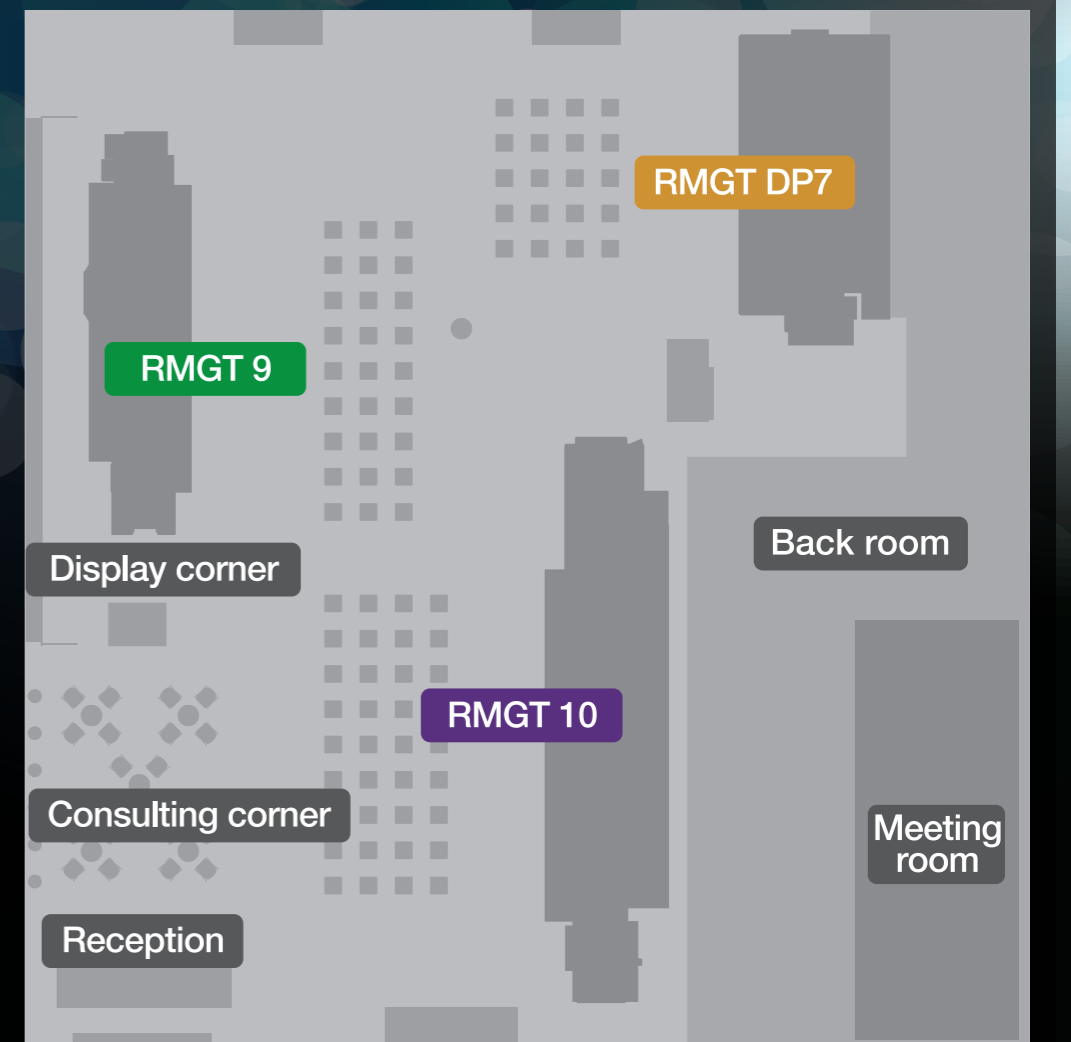 RMGT DP7
RMGT 9
Back room
Display corner
RMGT 10
Consulting corner
Meeting
room
Reception